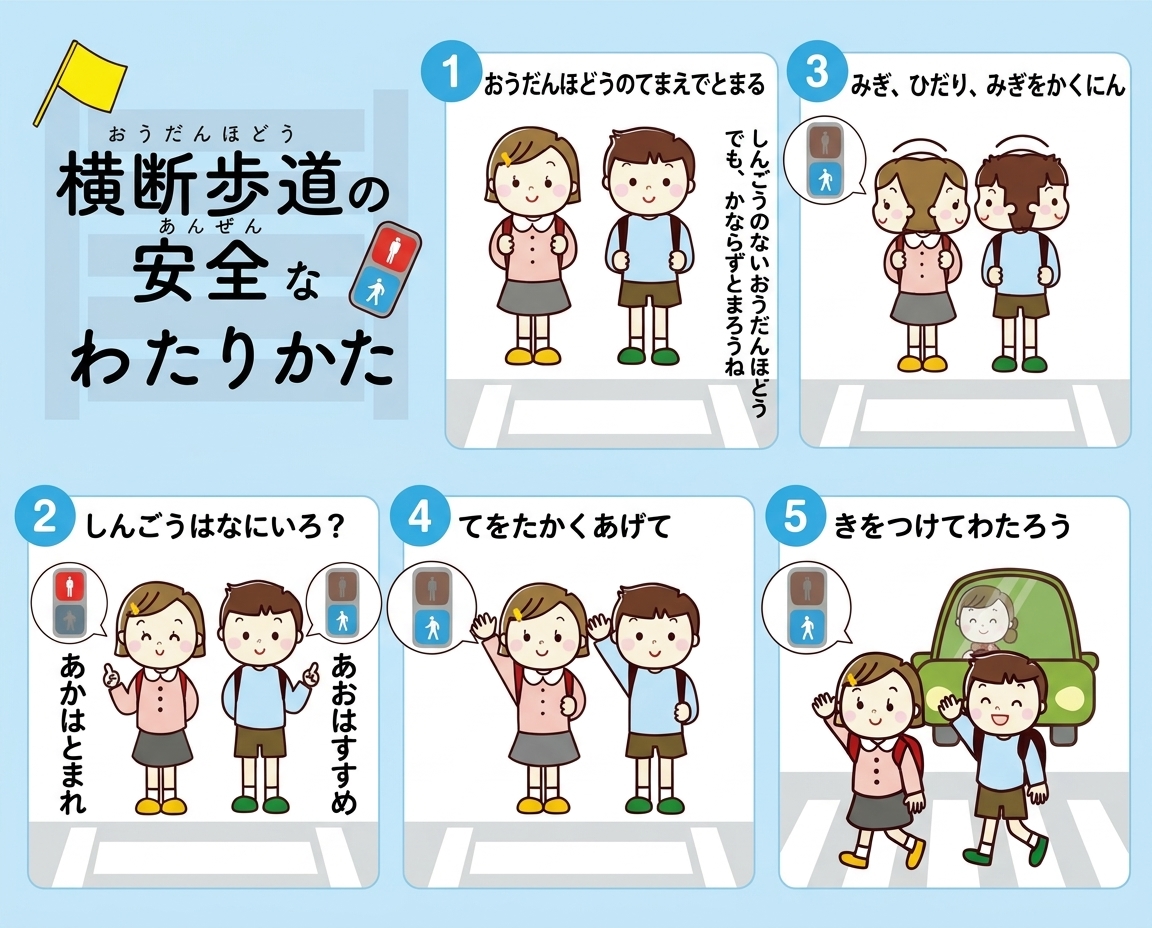 おうだんほどう
横断歩道の
あんぜん
安全な
わたりかた
1
おうだんほどうのてまえでとまる
しんごうのないおうだんほどう
でも、かならずとまろうね
2
しんごうはなにいろ？
あかはとまれ
あおはすすめ
3
みぎ、ひだり、みぎをかくにん
4
てをたかくあげて
5
きをつけてわたろう